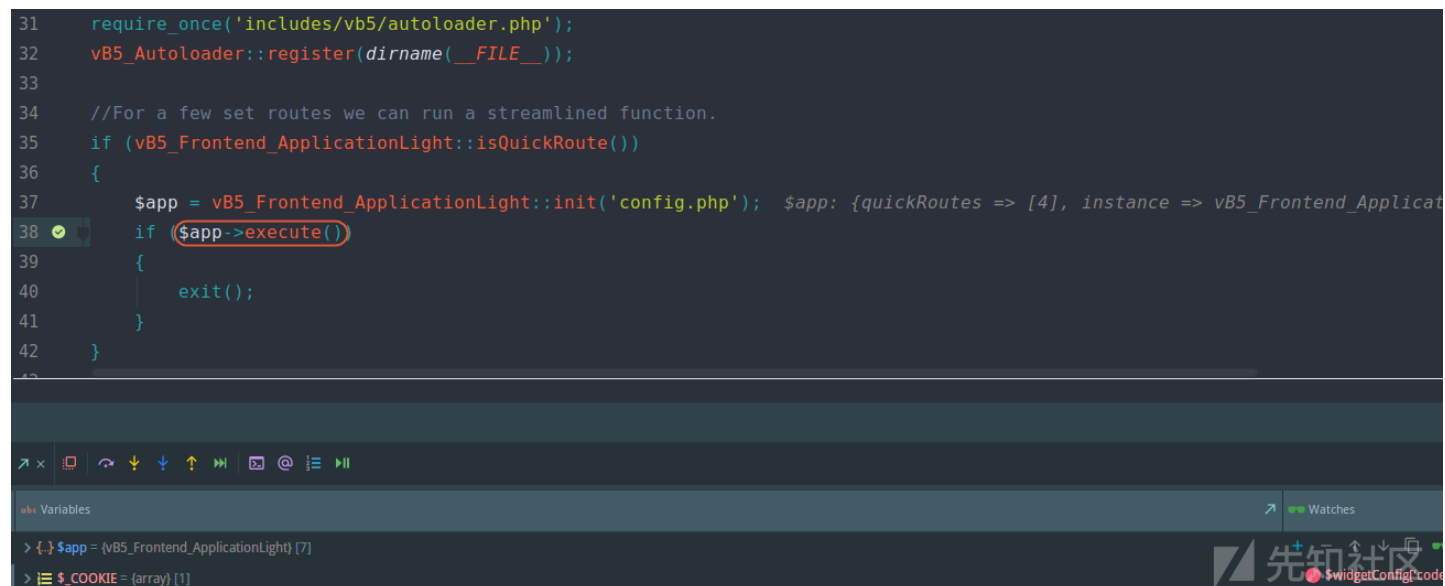 31 require_once('includes/vb5/autoloader.php');
32 vB5_Autoloader::register(dirname(__FILE__));
33
34 //For a few set routes we can run a streamlined function.
35 if (vB5_Frontend_ApplicationLight::isQuickRoute())
36 {
37 $app = vB5_Frontend_ApplicationLight::init('config.php'); $app: {quickRoutes => [4], instance => vB5_Frontend_Applicat
38 if ($app->execute())
39 {
40 exit();
41 }
42 }
abc Variables
Watches
> {..} $app = {vB5_Frontend_ApplicationLight} [7]
> $_COOKIE = {array} [1]
先知社区
$widgetConfig['code